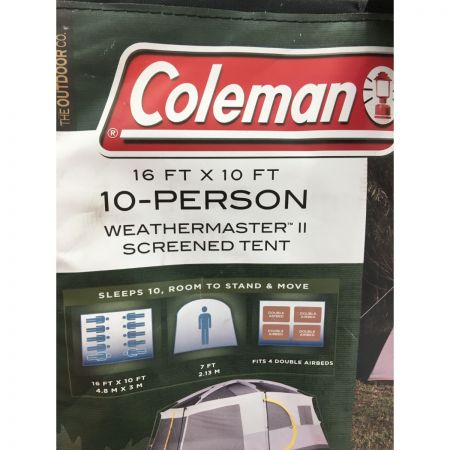 THE OUTDOOR CO.
Coleman
®
16 FT X 10 FT
10-PERSON
WEATHERMASTER™ II
SCREENED TENT
SLEEPS 10, ROOM TO STAND & MOVE
DOUBLE AIRBED
DOUBLE AIRBED
DOUBLE AIRBED
DOUBLE AIRBED
16 FT X 10 FT
4.8 M X 3 M
7 FT
2.13 M
FITS 4 DOUBLE AIRBEDS